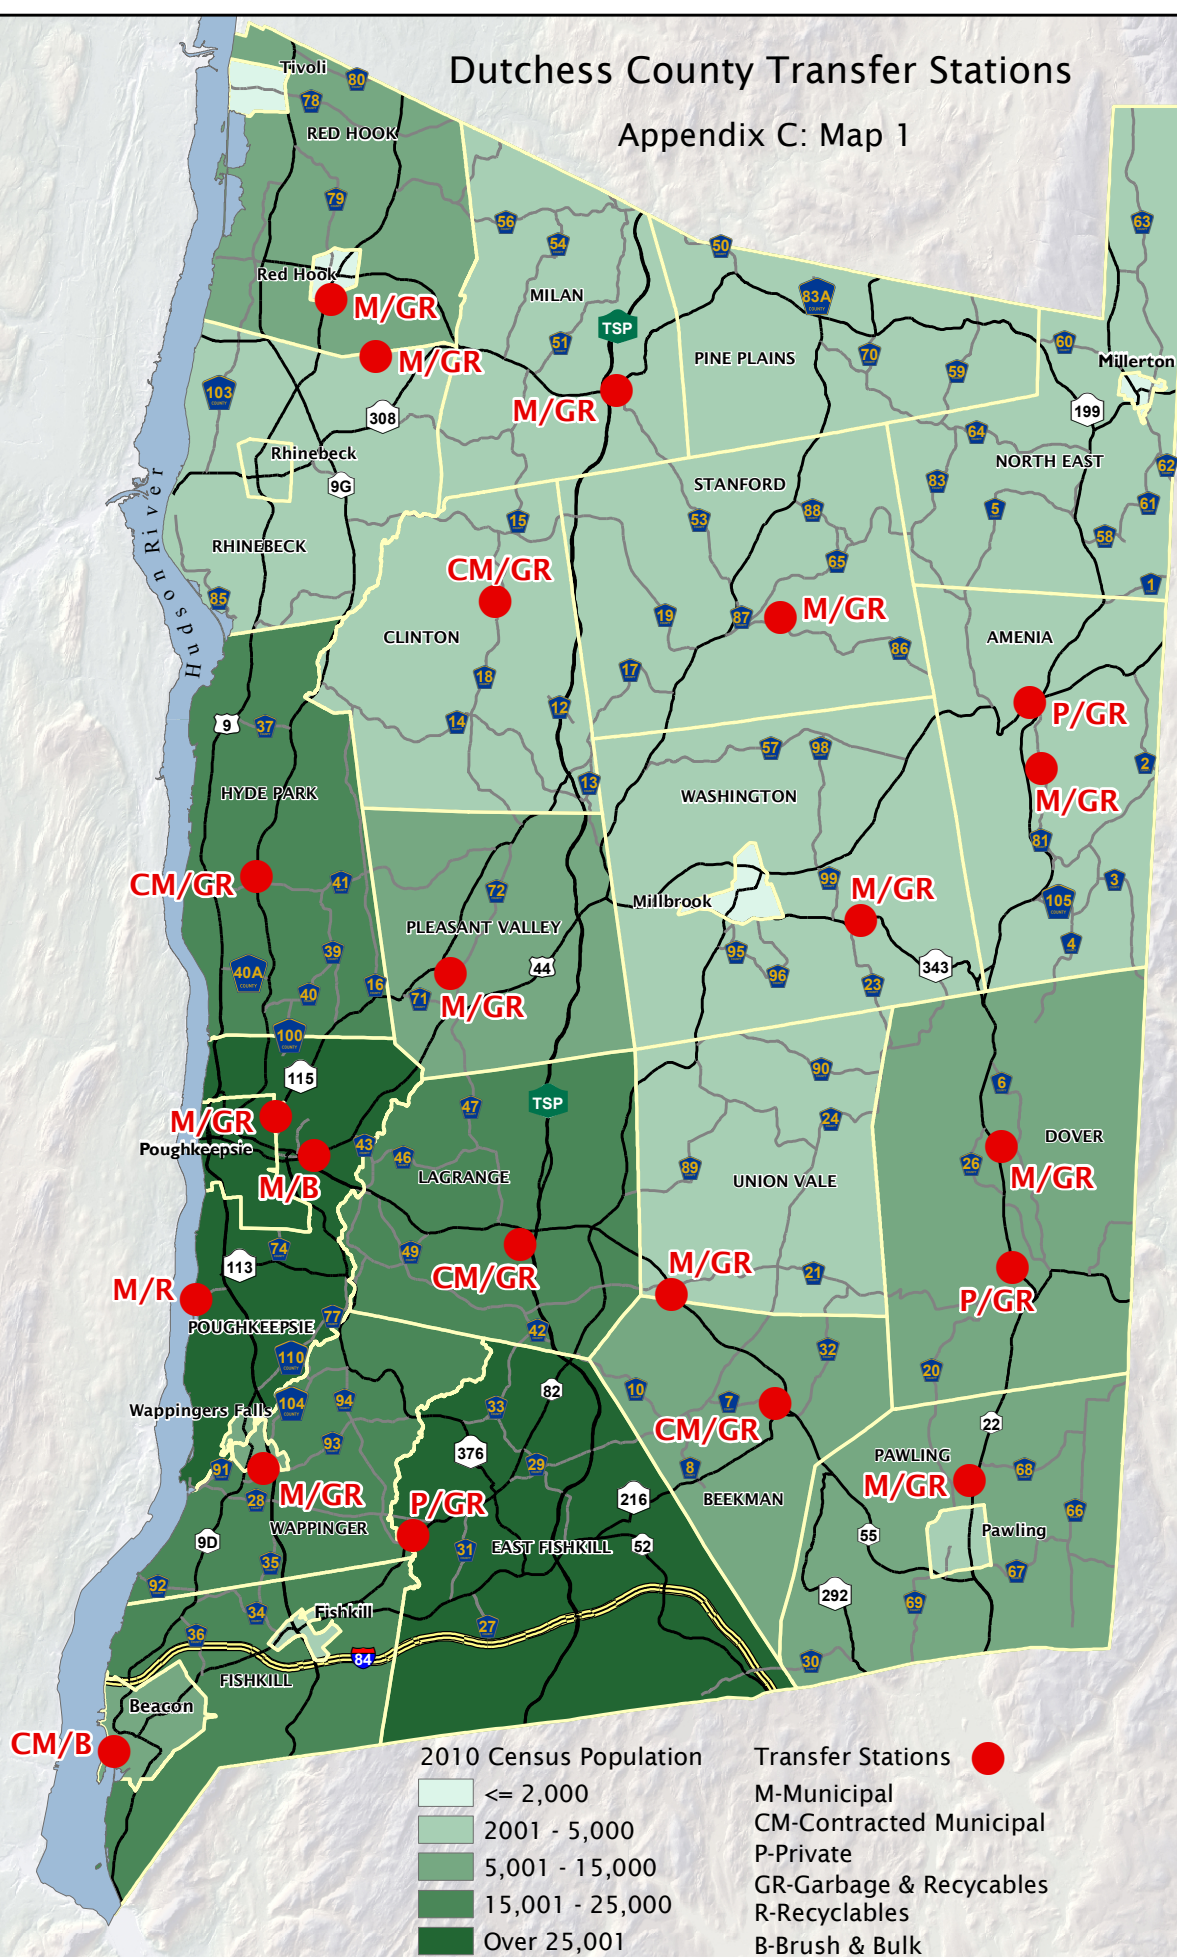 Dutchess County Transfer Stations
Appendix C: Map 1
Tivoli
80
78
RED HOOK
79
63
56
54
50
Red Hook
MILAN
83A
COUNTY
M/GR
TSP
51
60
M/GR
PINE PLAINS
70
59
Millerton
103
COUNTY
M/GR
199
308
64
Rhinebeck
NORTH EAST
62
9G
STANFORD
83
61
15
53
88
5
58
Hudson River
RHINEBECK
65
CM/GR
1
85
19
87
M/GR
CLINTON
AMENIA
86
18
17
12
P/GR
9
37
14
57
98
2
13
HYDE PARK
WASHINGTON
M/GR
81
CM/GR
41
72
99
M/GR
3
Millbrook
105
COUNTY
PLEASANT VALLEY
39
95
4
40A
COUNTY
44
343
96
40
16
71
M/GR
23
100
COUNTY
115
90
6
TSP
47
M/GR
24
Poughkeepsie
43
46
DOVER
M/B
LAGRANGE
89
UNION VALE
26
M/GR
74
49
113
CM/GR
M/GR
21
M/R
P/GR
POUGHKEEPSIE
77
42
110
COUNTY
32
20
82
10
104
COUNTY
94
33
7
Wappingers Falls
CM/GR
22
93
376
PAWLING
91
29
8
M/GR
68
28
M/GR
P/GR
216
BEEKMAN
66
WAPPINGER
9D
55
Pawling
31
EAST FISHKILL
52
35
67
92
292
34
Fishkill
69
36
27
84
30
FISHKILL
Beacon
CM/B
2010 Census Population
<= 2,000
2001 - 5,000
5,001 - 15,000
15,001 - 25,000
Over 25,001
Transfer Stations
M-Municipal
CM-Contracted Municipal
P-Private
GR-Garbage & Recycables
R-Recyclables
B-Brush & Bulk